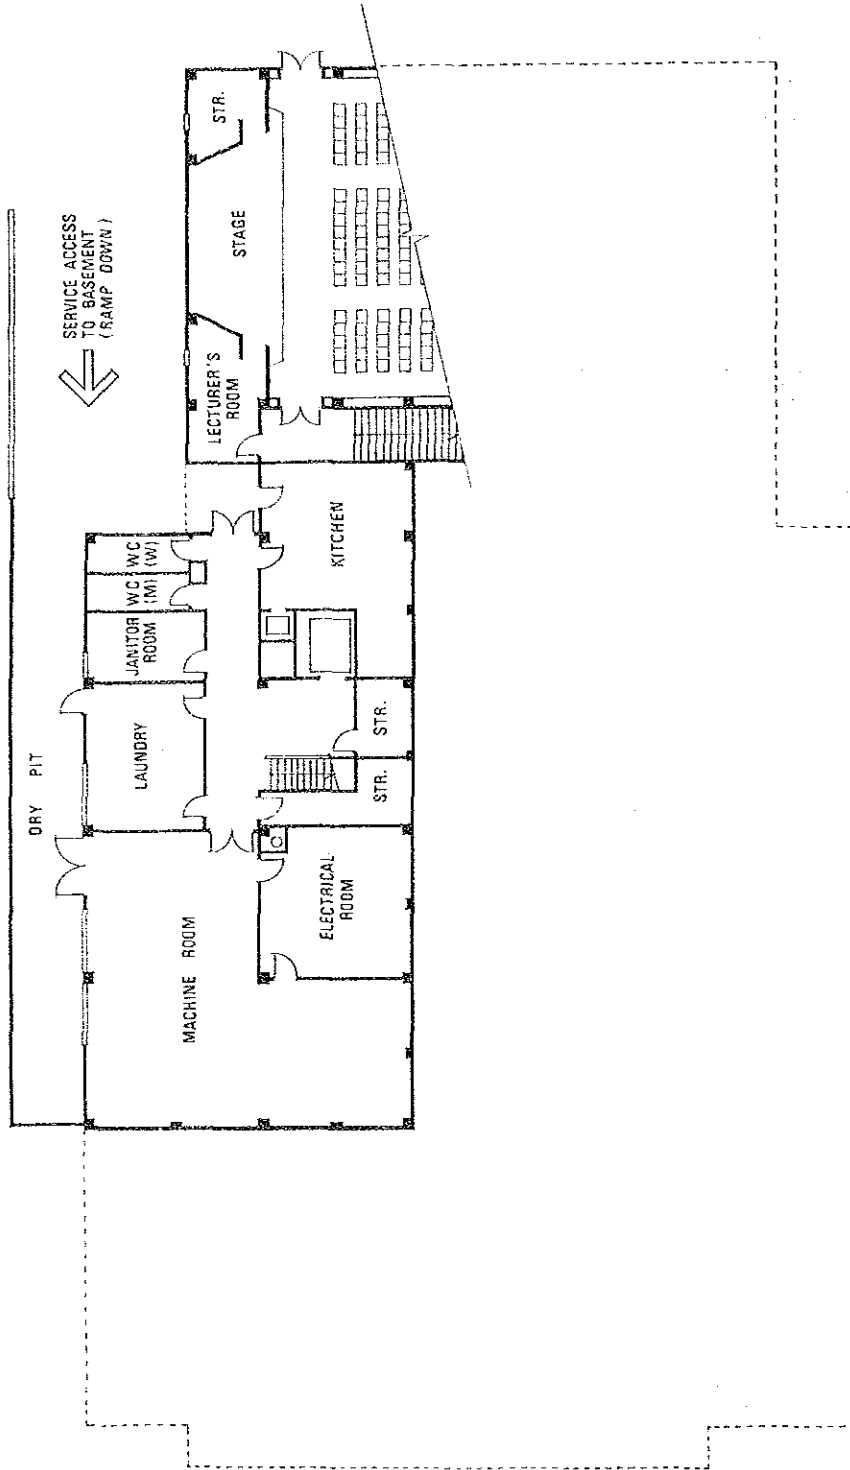 DRY PIT
SERVICE ACCESS
TO BASEMENT
(RAMP DOWN)
LAUNDRY
JANITOR
ROOM
WC
(M)
WC
(W)
MACHINE ROOM
LECTURER'S
ROOM
STAGE
STR.
ELECTRICAL
ROOM
KITCHEN
STR.
STR.